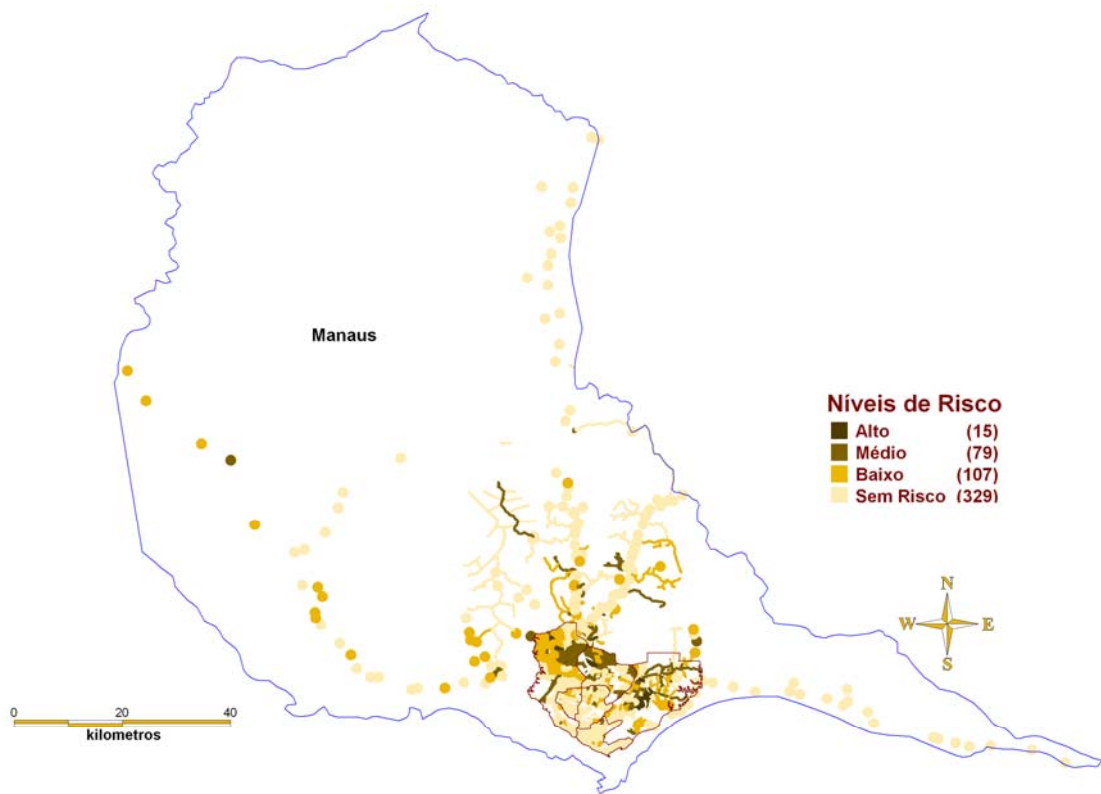 Manaus
Níveis de Risco
Alto (15)
Médio (79)
Baixo (107)
Sem Risco (329)
N
W E
S
0 20 40
kilometros